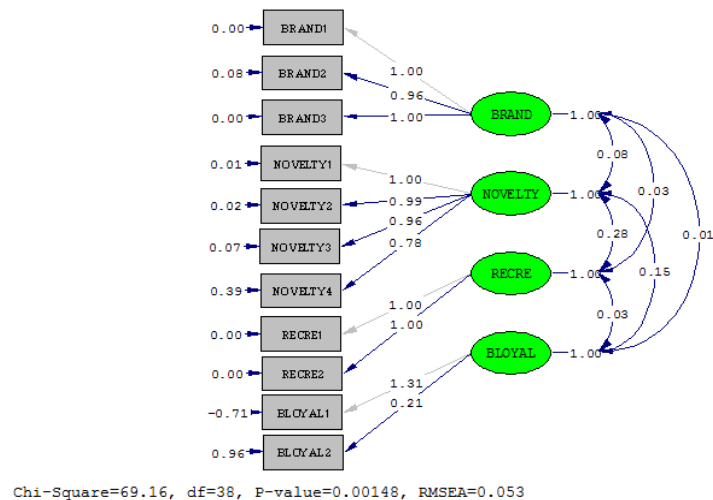 0.00 BRAND1
0.08 BRAND2
0.00 BRAND3
0.01 NOVELTY1
0.02 NOVELTY2
0.07 NOVELTY3
0.39 NOVELTY4
0.00 RECRE1
0.00 RECRE2
-0.71 BLOYAL1
0.96 BLOYAL2
1.00
0.96
1.00
1.00
0.99
0.96
0.78
1.00
1.00
1.31
0.21
BRAND 1.00
NOVELTY 1.00
RECRE 1.00
BLOYAL 1.00
0.08
0.03
0.01
0.28
0.15
0.03
Chi-Square=69.16, df=38, P-value=0.00148, RMSEA=0.053